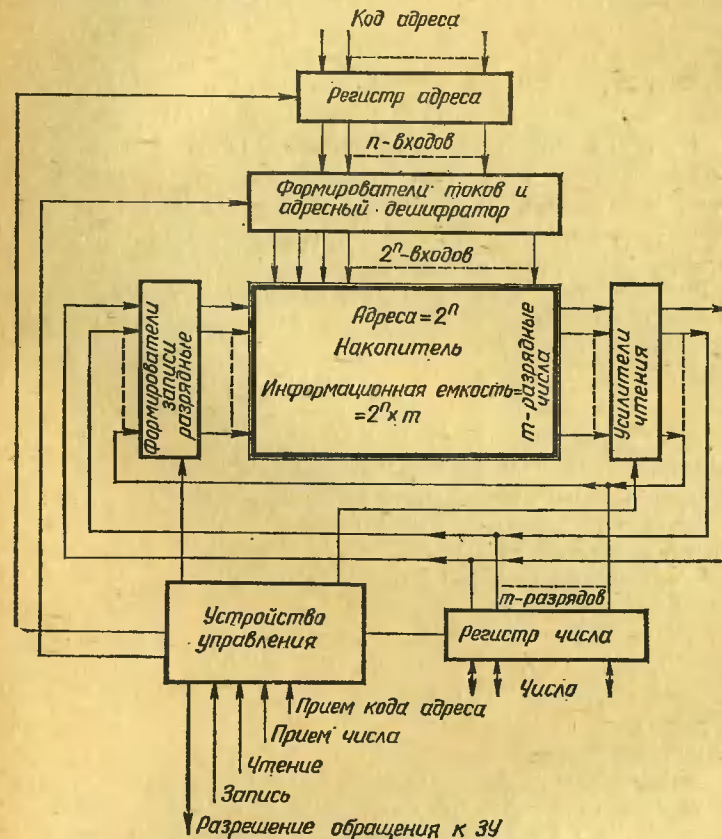 Код адреса
Регистр адреса
n-входов
Формирователи токов и
адресный дешифратор
2ⁿ-входов
Формирователи
записи
разрядные
Адреса=2ⁿ
Накопитель
Информационная емкость=
=2ⁿ×m
m-разрядные
числа
Усилители
чтения
Устройство
управления
m-разрядов
Регистр числа
Числа
Прием кода адреса
Прием числа
Чтение
Запись
Разрешение обращения к ЗУ